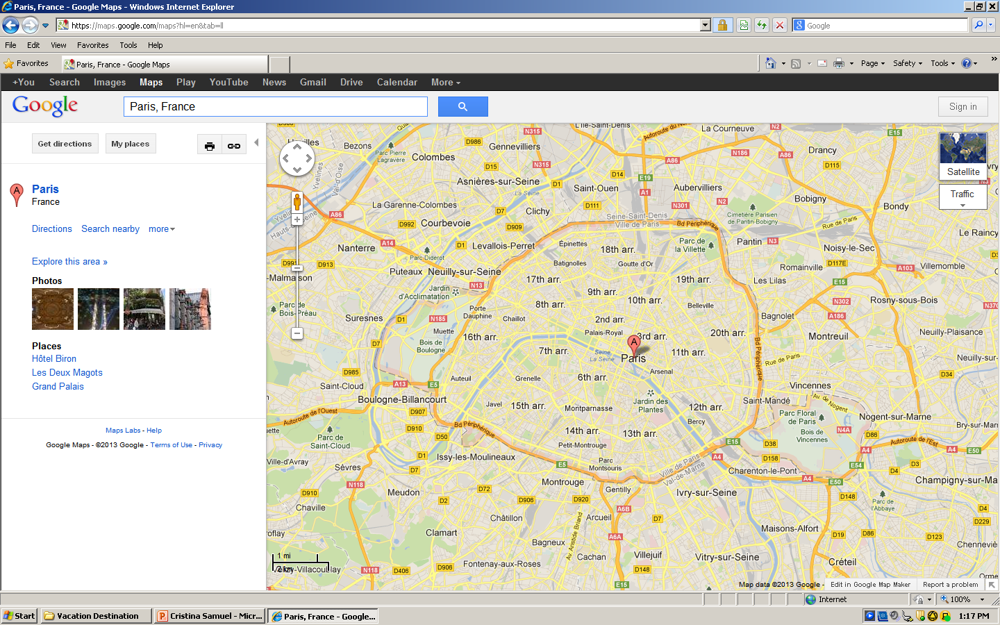 Paris, France - Google Maps - Windows Internet Explorer
https://maps.google.com/maps?hl=en&tab=ll
Google
File Edit View Favorites Tools Help
Favorites
Paris, France - Google Maps
Page Safety Tools
+You Search Images Maps Play YouTube News Gmail Drive Calendar More
Google
Paris, France
Sign in
Get directions
My places
A
Paris
France
Directions Search nearby more
Explore this area »
Photos
Places
Hôtel Biron
Les Deux Magots
Grand Palais
Maps Labs - Help
Google Maps - ©2013 Google - Terms of Use - Privacy
Satellite
Traffic
L'Île-Saint-Denis
La Courneuve
N2
E15
Bezons
N315
D986
Gennevilliers
Autoroute du
Parc Pierre Lagravère
Colombes
N186
A86
Drancy
A86
D15
N315
D14
D115
Yvelines
Val-d'Oise
Asnières-sur-Seine
D1
La Seine
Saint-Ouen
E19
A1
Aubervilliers
N3
Bobigny
La Garenne-Colombes
D7
Clichy
D111
N301
N2
Bondy
A86
Cimetière Parisien de Pantin-Bobigny
Seine-Saint-Denis
Ville de Paris
Bd Périphérique
Rue de Paris
D992
Courbevoie
D909
Le Raincy
Nanterre
A14
D1
Levallois-Perret
Épinettes
18th arr.
Parc de la Villette
Pantin
N3
Noisy-le-Sec
Parc Diderot
D991
D913
Puteaux
Neuilly-sur-Seine
Batignolles
Goutte d'Or
Romainville
D117E
A103
Villemomble
-Malmaison
N13
17th arr.
19th arr.
Les Lilas
E15
Jardin d'Acclimatation
9th arr.
8th arr.
10th arr.
Belleville
N302
Rosny-sous-Bois
N370
Parc de Bois-Préau
Porte Dauphine
Chaillot
2nd arr.
Bagnolet
A186
Suresnes
D1
N185
Muette
Palais-Royal
3rd arr.
20th arr.
Montreuil
Neuilly-Plaisance
16th arr.
A
D7
Bois de Boulogne
7th arr.
Seine
La Seine
Paris
11th arr.
Bd Périphérique
Rue de Paris
Neuilly-sur-
D985
Auteuil
Grenelle
6th arr.
Arsenal
D34
Saint-Cloud
A13
E5
Vincennes
Boulogne-Billancourt
Javel
15th arr.
Montparnasse
Jardin des Plantes
12th arr.
Saint-Mandé
Av. de Nogent
Autoroute de l'Ouest
D907
Bercy
Parc Floral de Paris
Nogent-sur-Marne
D910
Bd Périphérique
14th arr.
13th arr.
Bois de Vincennes
N4A
Bry-sur-Mar
Parc de Saint-Cloud
D50
Petit-Montrouge
E15
D38
D86
Autoroute de l'Est
E50
Ville-d'Avray
D1
Issy-les-Moulineaux
Parc Montsouris
Ville de Paris
Val-de-Marne
A4
D158
A4
Sèvres
D7
E5
Charenton-le-Pont
E54
D3
D4
N118
Montrouge
Gentilly
A4
E50
Champigny-sur-Ma
D910
Meudon
D72
Ivry-sur-Seine
D148
Parc de l'Abbaye
Chaville
D2
D906
D920
A6B
D4
Châtillon
Arcueil
D7
D229
Clamart
A6A
Maisons-Alfort
D19
D86
D123
Bagneux
Av. Aristide Briand
Chenneviè
1 mi
2 km
Cachan
Villejuif
Vitry-sur-Seine
Créteil
N118
D406
D906
Fontenay-aux-Roses
D148
E15
Map data ©2013 Google -
Edit in Google Map Maker
Report a problem
Internet
100%
Start
Vacation Destination
Cristina Samuel - Micr...
Paris, France - Google...
1:17 PM